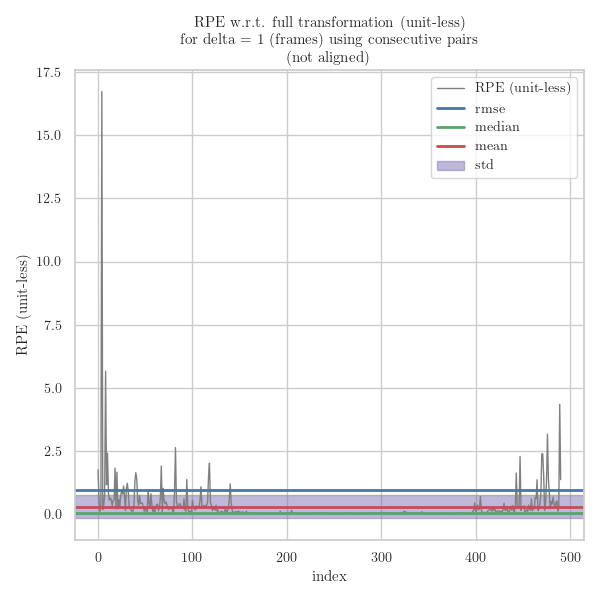 RPE w.r.t. full transformation (unit-less)
for delta = 1 (frames) using consecutive pairs
(not aligned)
17.5
15.0
12.5
10.0
7.5
5.0
2.5
0.0
RPE (unit-less)
RPE (unit-less)
rmse
median
mean
std
0
100
200
300
400
500
index